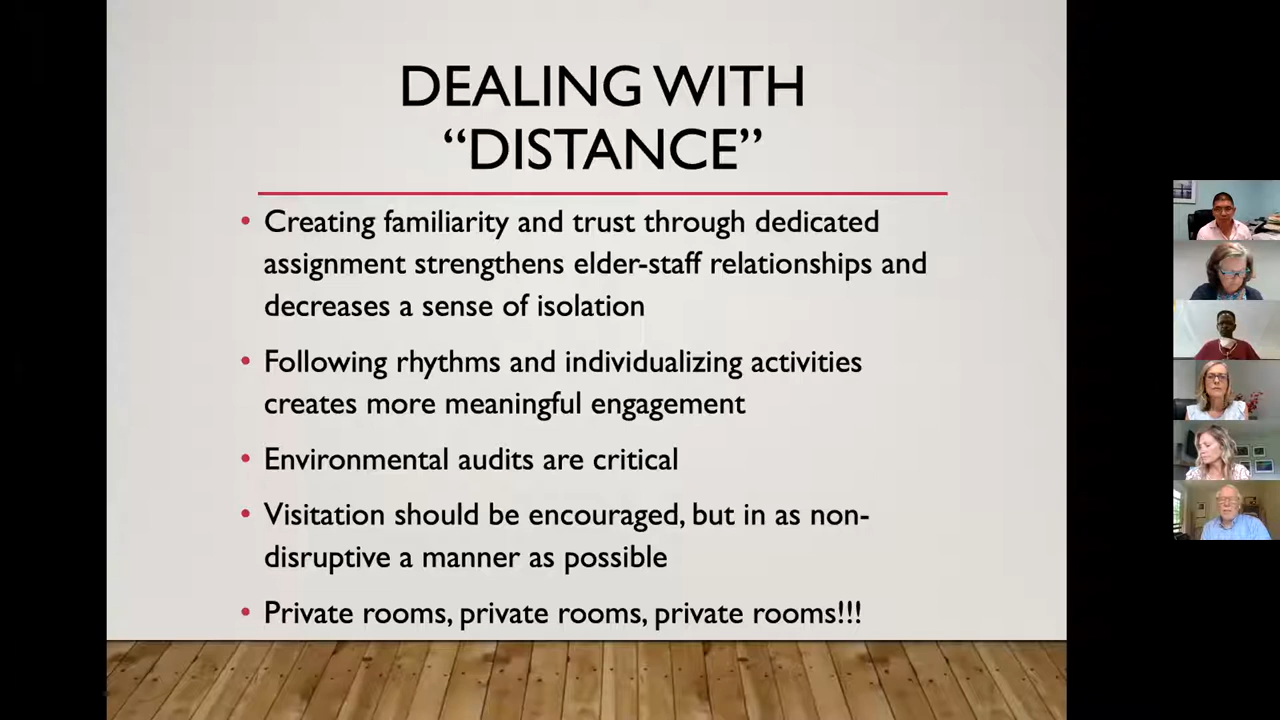 DEALING WITH
“DISTANCE”
• Creating familiarity and trust through dedicated
assignment strengthens elder-staff relationships and
decreases a sense of isolation
• Following rhythms and individualizing activities
creates more meaningful engagement
• Environmental audits are critical
• Visitation should be encouraged, but in as non-
disruptive a manner as possible
• Private rooms, private rooms, private rooms!!!